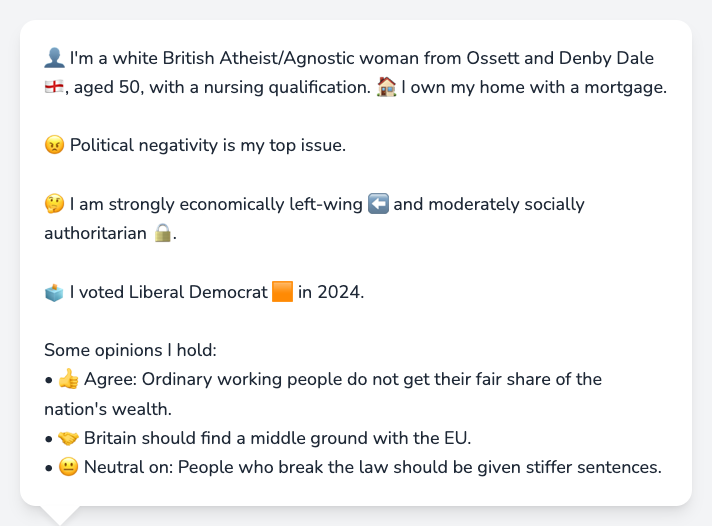 👤 I'm a white British Atheist/Agnostic woman from Ossett and Denby Dale
🏴󠁧󠁢󠁥󠁮󠁧󠁿, aged 50, with a nursing qualification. 🏠 I own my home with a mortgage.
😠 Political negativity is my top issue.
🤔 I am strongly economically left-wing ⬅️ and moderately socially
authoritarian 🔒.
🗳️ I voted Liberal Democrat 🟧 in 2024.
Some opinions I hold:
• 👍 Agree: Ordinary working people do not get their fair share of the
nation's wealth.
• 🤝 Britain should find a middle ground with the EU.
• 😐 Neutral on: People who break the law should be given stiffer sentences.